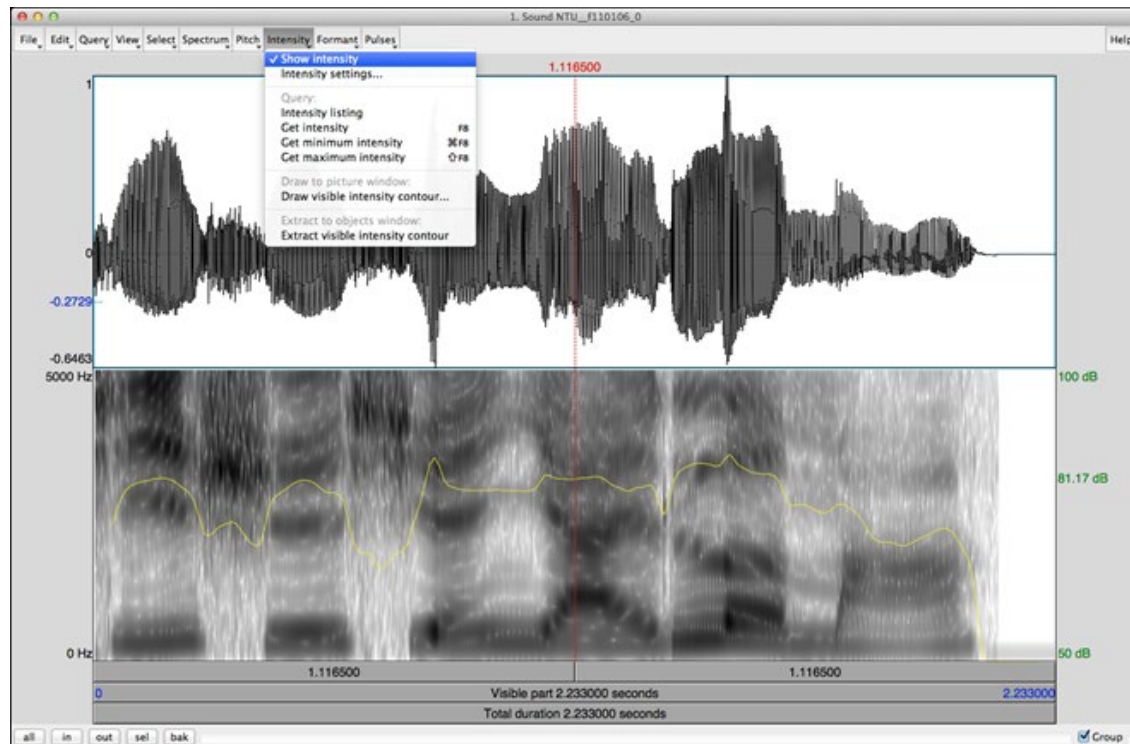 1. Sound NTU__f110106_0
File Edit Query View Select Spectrum Pitch Intensity Formant Pulses Help
✓ Show intensity
Intensity settings...
Query:
Intensity listing
Get intensity F8
Get minimum intensity ⌘F8
Get maximum intensity ⇧F8
Draw to picture window:
Draw visible intensity contour...
Extract to objects window:
Extract visible intensity contour
1.116500
1
0
-0.2729
-0.6463
5000 Hz 100 dB
81.17 dB
0 Hz 50 dB
1.116500 1.116500
0 Visible part 2.233000 seconds 2.233000
Total duration 2.233000 seconds
all in out sel bak Group